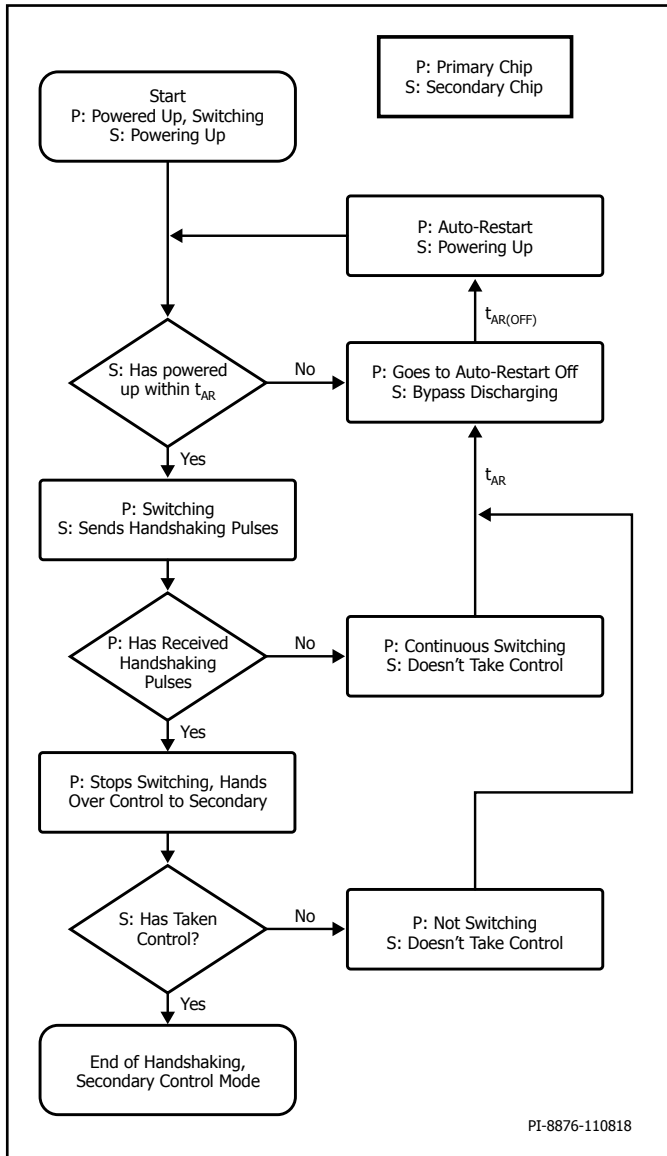 P: Primary Chip
S: Secondary Chip
Start
P: Powered Up, Switching
S: Powering Up
P: Auto-Restart
S: Powering Up
tAR(OFF)
S: Has powered
up within tAR
No
P: Goes to Auto-Restart Off
S: Bypass Discharging
Yes
tAR
P: Switching
S: Sends Handshaking Pulses
P: Has Received
Handshaking
Pulses
No
P: Continuous Switching
S: Doesn't Take Control
Yes
P: Stops Switching, Hands
Over Control to Secondary
S: Has Taken
Control?
No
P: Not Switching
S: Doesn't Take Control
Yes
End of Handshaking,
Secondary Control Mode
PI-8876-110818